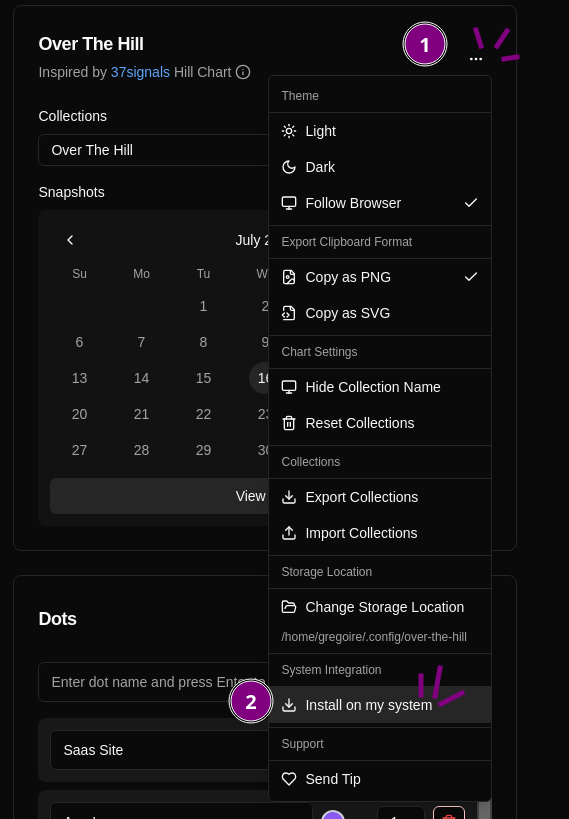 Over The Hill
1
...
Inspired by 37signals Hill Chart
Theme
Collections
Light
Over The Hill
Dark
Snapshots
Follow Browser
July 2
Export Clipboard Format
Su Mo Tu W
Copy as PNG
1 2
Copy as SVG
6 7 8 9
Chart Settings
13 14 15 16
Hide Collection Name
20 21 22 23
Reset Collections
27 28 29 30
Collections
View
Export Collections
Import Collections
Storage Location
Change Storage Location
Dots
/home/gregoire/.config/over-the-hill
System Integration
Enter dot name and press Enter to
2
Install on my system
Saas Site
Support
Send Tip